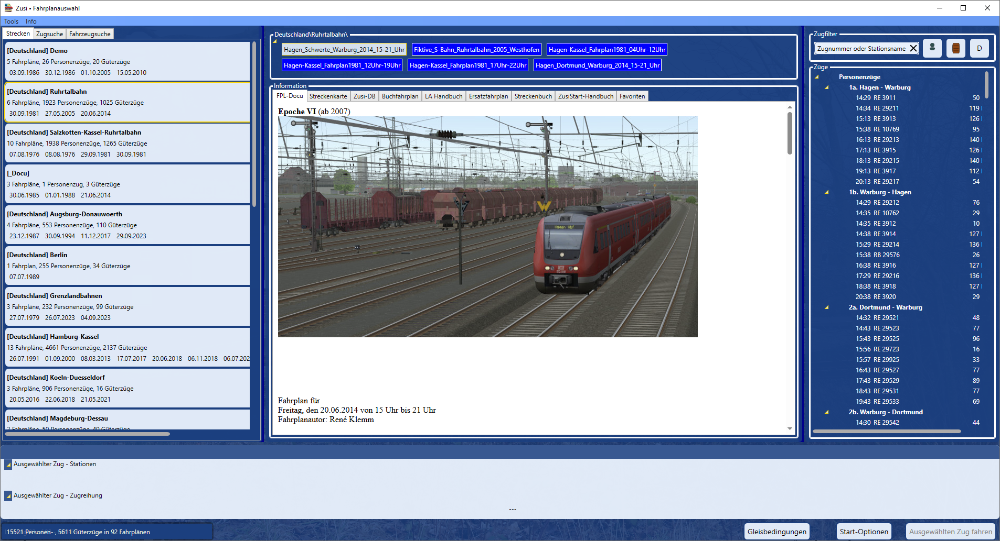 Zusi • Fahrplanauswahl
Tools Info
Strecken Zugsuche Fahrzeugsuche
[Deutschland] Demo
5 Fahrpläne, 26 Personenzüge, 20 Güterzüge
03.09.1986 30.12.1986 01.10.2005 15.05.2010
[Deutschland] Ruhrtalbahn
6 Fahrpläne, 1923 Personenzüge, 1025 Güterzüge
30.09.1981 27.05.2005 20.06.2014
[Deutschland] Salzkotten-Kassel-Ruhrtalbahn
10 Fahrpläne, 1938 Personenzüge, 1265 Güterzüge
07.08.1976 08.08.1976 29.09.1981 30.09.1981
[_Docu]
3 Fahrpläne, 1 Personenzug, 3 Güterzüge
30.06.1985 01.01.1988 21.06.2014
[Deutschland] Augsburg-Donauwoerth
4 Fahrpläne, 553 Personenzüge, 110 Güterzüge
23.12.1987 30.09.1994 11.12.2017 29.09.2023
[Deutschland] Berlin
1 Fahrplan, 255 Personenzüge, 34 Güterzüge
07.07.1989
[Deutschland] Grenzlandbahnen
3 Fahrpläne, 232 Personenzüge, 99 Güterzüge
27.07.1979 26.07.2023 04.09.2023
[Deutschland] Hamburg-Kassel
13 Fahrpläne, 4661 Personenzüge, 2137 Güterzüge
26.07.1991 01.09.2000 08.03.2013 17.07.2017 20.06.2018 06.11.2018 06.07.202
[Deutschland] Koeln-Duesseldorf
3 Fahrpläne, 906 Personenzüge, 16 Güterzüge
20.05.2016 22.06.2018 21.05.2021
[Deutschland] Magdeburg-Dessau
2 Fahrpläne, 50 Personenzüge, 40 Güterzüge
Deutschland\Ruhrtalbahn\
Hagen_Schwerte_Warburg_2014_15-21_Uhr Fiktive_S-Bahn_Ruhrtalbahn_2005_Westhofen Hagen-Kassel_Fahrplan1981_04Uhr-12Uhr
Hagen-Kassel_Fahrplan1981_12Uhr-19Uhr Hagen-Kassel_Fahrplan1981_17Uhr-22Uhr Hagen_Dortmund_Warburg_2014_15-21_Uhr
Information
FPL-Docu Streckenkarte Zusi-DB Buchfahrplan LA Handbuch Ersatzfahrplan Streckenbuch ZusiStart-Handbuch Favoriten
Epoche VI (ab 2007)
Hagen Hbf
Fahrplan für
Freitag, den 20.06.2014 von 15 Uhr bis 21 Uhr
Fahrplanautor: René Klemm
Zugfilter
Zugnummer oder Stationsname D
Züge
Personenzüge
1a. Hagen - Warburg
14:29 RE 3911 50
14:34 RE 29211 119
15:13 RE 3913 126
15:38 RE 10769 95
16:13 RE 29213 140
17:13 RE 3915 126
18:13 RE 29215 140
19:13 RE 3917 112
20:13 RE 29217 54
1b. Warburg - Hagen
14:29 RE 29212 76
14:35 RE 10762 29
14:35 RE 3912 10
14:38 RE 3914 127
15:29 RE 29214 136
15:38 RB 29576 26
16:38 RE 3916 127
17:29 RE 29216 136
18:38 RE 3918 127
20:38 RE 3920 29
2a. Dortmund - Warburg
14:32 RE 29521 48
14:43 RE 29523 77
15:43 RE 29525 96
15:56 RE 29723 16
15:57 RE 29925 33
16:43 RE 29527 77
17:43 RE 29529 89
18:43 RE 29531 77
19:43 RE 29533 69
2b. Warburg - Dortmund
14:30 RE 29542 44
Ausgewählter Zug - Stationen
Ausgewählter Zug - Zugreihung
---
15521 Personen- , 5611 Güterzüge in 92 Fahrplänen
Gleisbedingungen Start-Optionen Ausgewählten Zug fahren